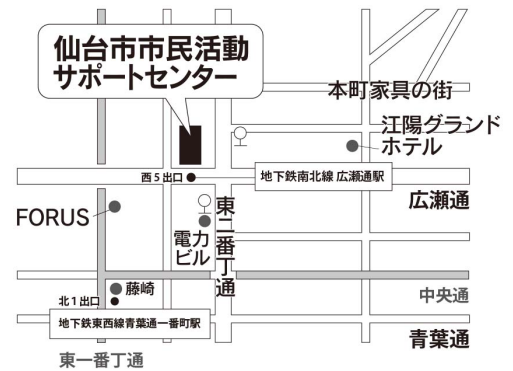 仙台市市民活動
サポートセンター
本町家具の街
江陽グランド
ホテル
西5出口
地下鉄南北線 広瀬通駅
広瀬通
FORUS
東二番丁通
電力
ビル
藤崎
北1出口
中央通
地下鉄東西線青葉通一番町駅
青葉通
東一番丁通